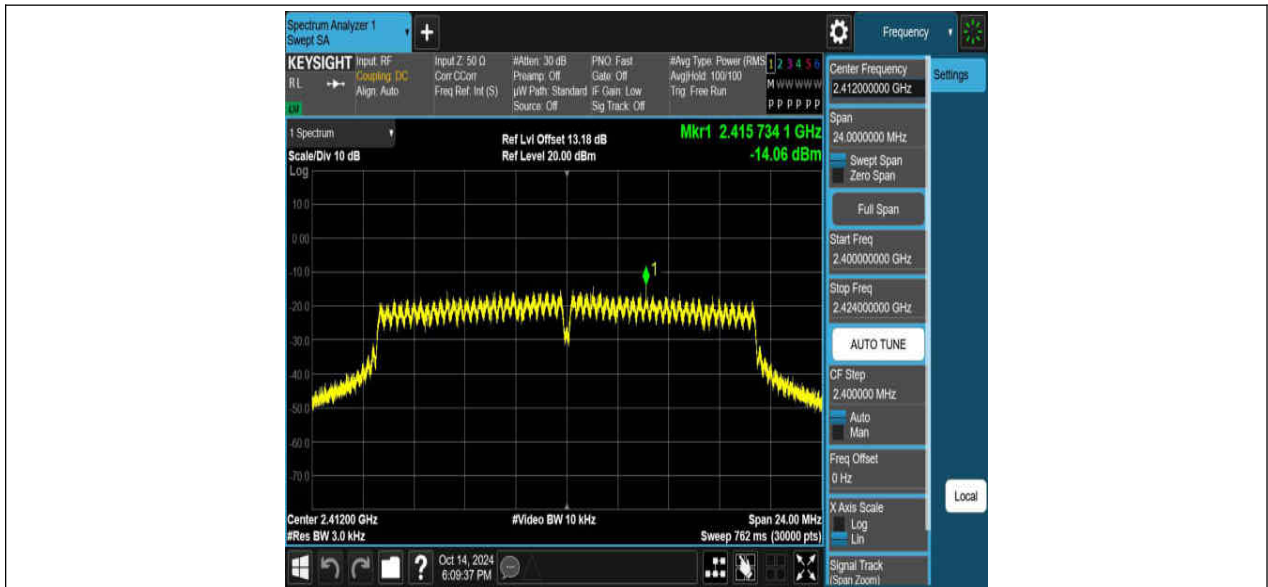 Spectrum Analyzer 1
Swept SA
+
Frequency
KEYSIGHT
RL
Input: RF
Coupling: DC
Align: Auto
Input Z: 50 Ω
Corr CCorr
Freq Ref: Int (S)
#Atten: 30 dB
Preamp: Off
µW Path: Standard
Source: Off
PNO: Fast
Gate: Off
IF Gain: Low
Sig Track: Off
#Avg Type: Power (RMS
Avg|Hold: 100/100
Trig: Free Run
1 2 3 4 5 6
M W W W W W
P P P P P P
1 Spectrum
Scale/Div 10 dB
Log
Ref Lvl Offset 13.18 dB
Ref Level 20.00 dBm
Mkr1 2.415 734 1 GHz
-14.06 dBm
10.0
0.00
-10.0
-20.0
-30.0
-40.0
-50.0
-60.0
-70.0
1
Center 2.41200 GHz
#Res BW 3.0 kHz
#Video BW 10 kHz
Span 24.00 MHz
Sweep 762 ms (30000 pts)
?
Oct 14, 2024
6:09:37 PM
Center Frequency
2.412000000 GHz
Span
24.0000000 MHz
Swept Span
Zero Span
Full Span
Start Freq
2.400000000 GHz
Stop Freq
2.424000000 GHz
AUTO TUNE
CF Step
2.400000 MHz
Auto
Man
Freq Offset
0 Hz
X Axis Scale
Log
Lin
Signal Track
(Span Zoom)
Settings
Local